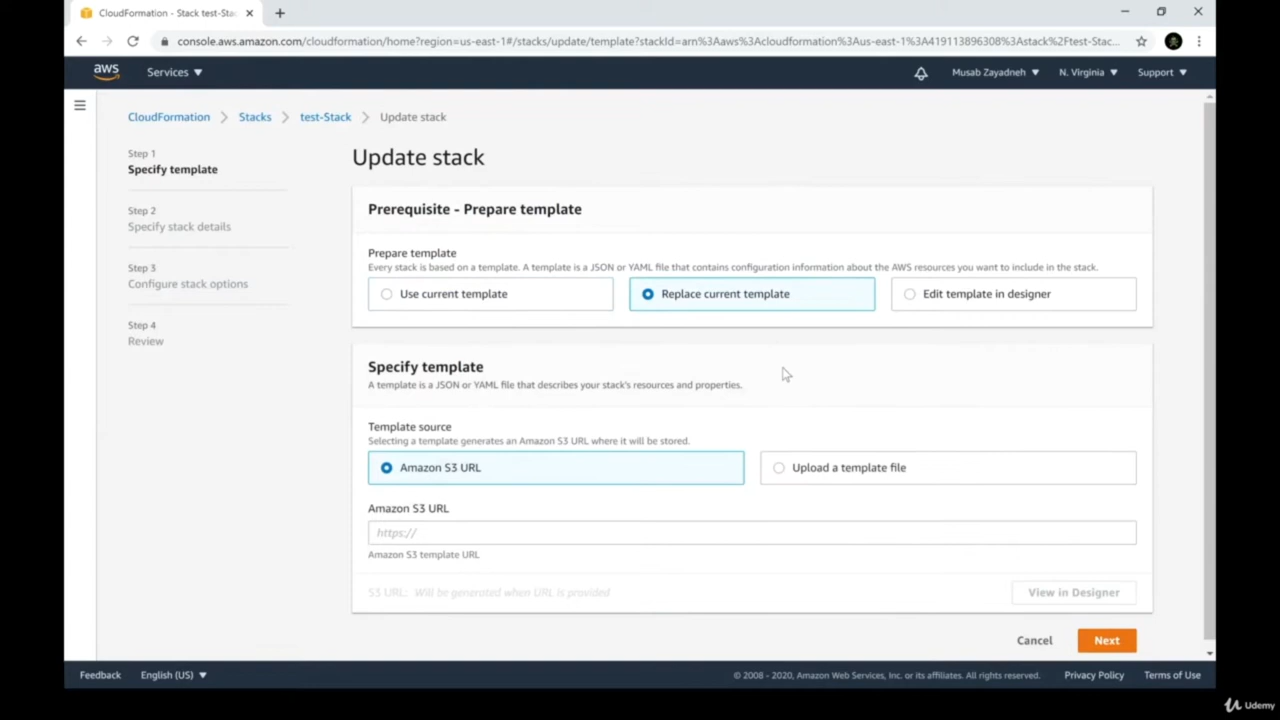 CloudFormation - Stack test-Stac
console.aws.amazon.com/cloudformation/home?region=us-east-1#/stacks/update/template?stackId=arn%3Aaws%3Acloudformation%3Aus-east-1%3A419113896308%3Astack%2Ftest-Stac...
aws Services Musab Zayadneh N. Virginia Support
CloudFormation Stacks test-Stack Update stack
Step 1
Specify template
Step 2
Specify stack details
Step 3
Configure stack options
Step 4
Review
Update stack
Prerequisite - Prepare template
Prepare template
Every stack is based on a template. A template is a JSON or YAML file that contains configuration information about the AWS resources you want to include in the stack.
Use current template Replace current template Edit template in designer
Specify template
A template is a JSON or YAML file that describes your stack's resources and properties.
Template source
Selecting a template generates an Amazon S3 URL where it will be stored.
Amazon S3 URL Upload a template file
Amazon S3 URL
https://
Amazon S3 template URL
S3 URL: Will be generated when URL is provided View in Designer
Cancel Next
Feedback English (US) © 2008 - 2020, Amazon Web Services, Inc. or its affiliates. All rights reserved. Privacy Policy Terms of Use
Udemy